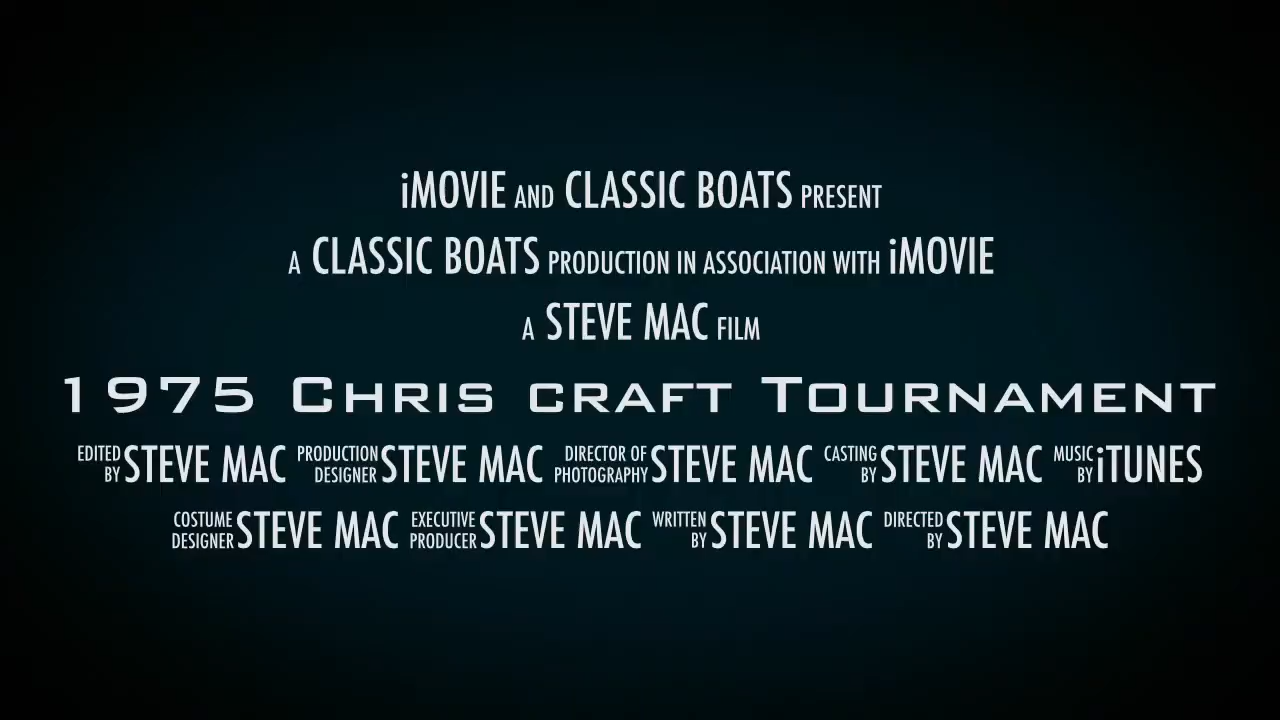 iMOVIE AND CLASSIC BOATS PRESENT
A CLASSIC BOATS PRODUCTION IN ASSOCIATION WITH iMOVIE
A STEVE MAC FILM
1975 CHRIS CRAFT TOURNAMENT
EDITED BY STEVE MAC PRODUCTION DESIGNER STEVE MAC DIRECTOR OF PHOTOGRAPHY STEVE MAC CASTING BY STEVE MAC MUSIC BY iTUNES
COSTUME DESIGNER STEVE MAC EXECUTIVE PRODUCER STEVE MAC WRITTEN BY STEVE MAC DIRECTED BY STEVE MAC